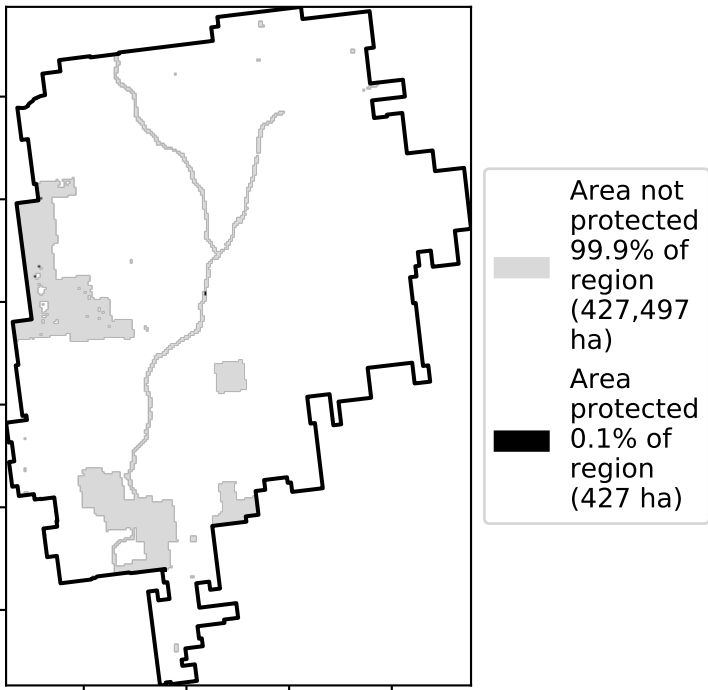 Area not
protected
99.9% of
region
(427,497
ha)
Area
protected
0.1% of
region
(427 ha)